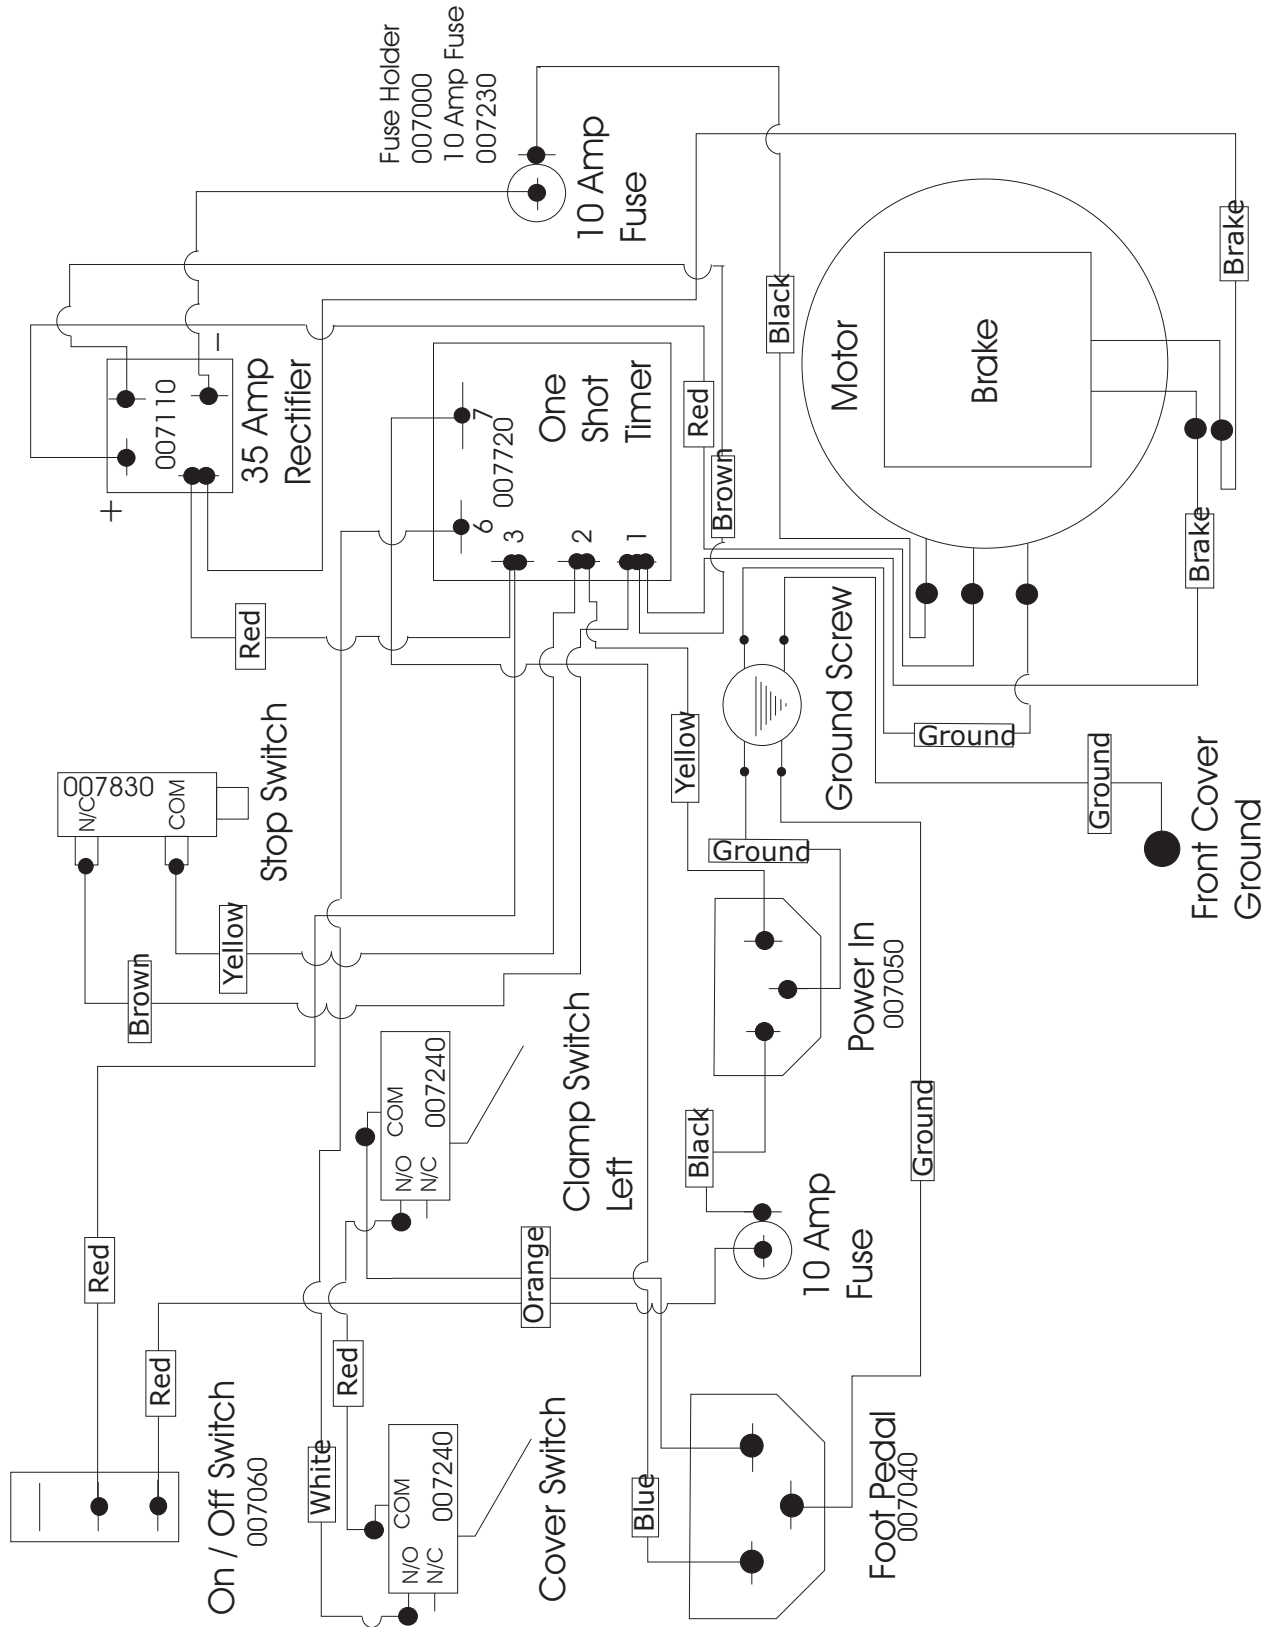 Fuse Holder
007000
10 Amp Fuse
007230
10 Amp
Fuse
+
−
007110
35 Amp
Rectifier
7
6
007720
3
2
1
One
Shot
Timer
Red
Brown
Black
Motor
Brake
Brake
Brake
Red
Ground Screw
Ground
Ground
Front Cover
Ground
007830
N/C
COM
Stop Switch
Brown
Yellow
Yellow
Ground
Power In
007050
Black
10 Amp
Fuse
Ground
COM
N/O
N/C
007240
Clamp Switch
Left
Orange
Red
Red
On / Off Switch
007060
White
Red
COM
N/O
N/C
007240
Cover Switch
Blue
Foot Pedal
007040